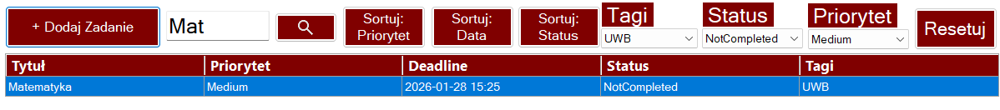 + Dodaj Zadanie
Mat
Sortuj:
Priorytet
Sortuj:
Data
Sortuj:
Status
Tagi
UWB
Status
NotCompleted
Priorytet
Medium
Resetuj
Tytuł Priorytet Deadline Status Tagi
Matematyka Medium 2026-01-28 15:25 NotCompleted UWB